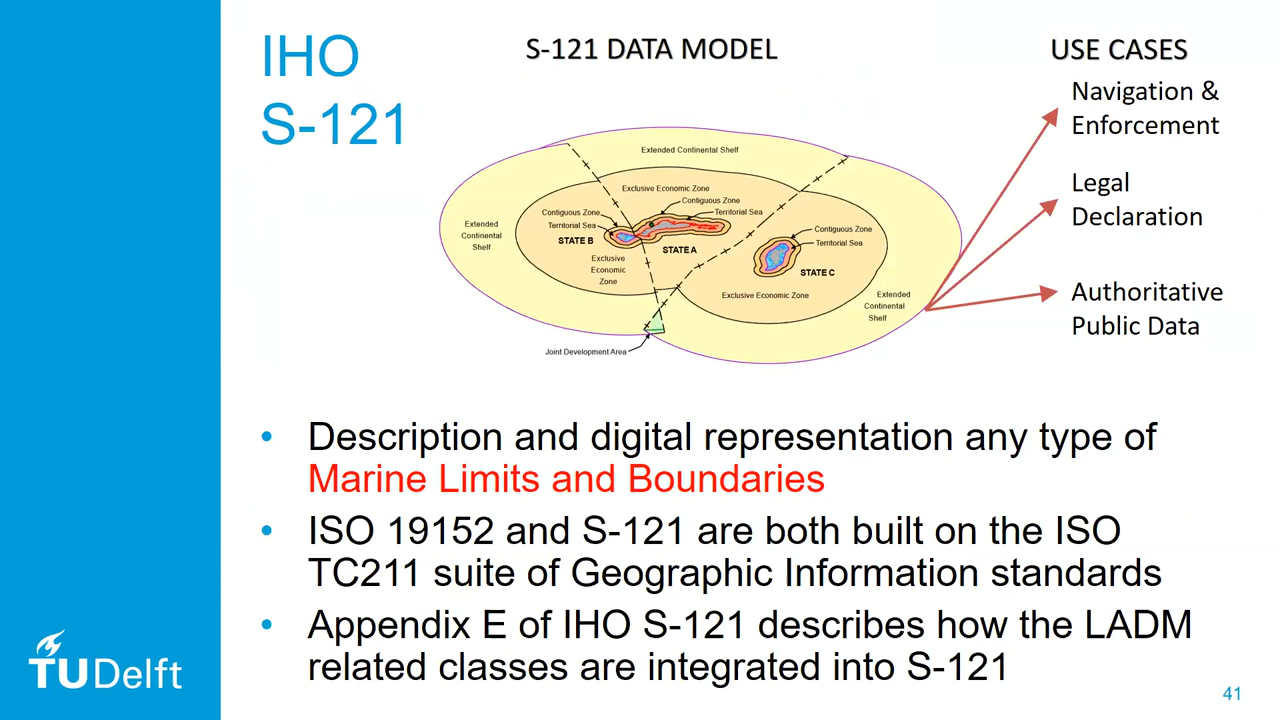 IHO
S-121
S-121 DATA MODEL
USE CASES
Navigation &
Enforcement
Legal
Declaration
Authoritative
Public Data
Extended Continental Shelf
Exclusive Economic Zone
Contiguous Zone
Territorial Sea
Contiguous Zone
Territorial Sea
STATE B
STATE A
Extended
Continental
Shelf
Exclusive
Economic
Zone
Contiguous Zone
Territorial Sea
STATE C
Exclusive Economic Zone
Extended
Continental
Shelf
Joint Development Area
• Description and digital representation any type of
Marine Limits and Boundaries
• ISO 19152 and S-121 are both built on the ISO
TC211 suite of Geographic Information standards
• Appendix E of IHO S-121 describes how the LADM
related classes are integrated into S-121
TUDelft
41